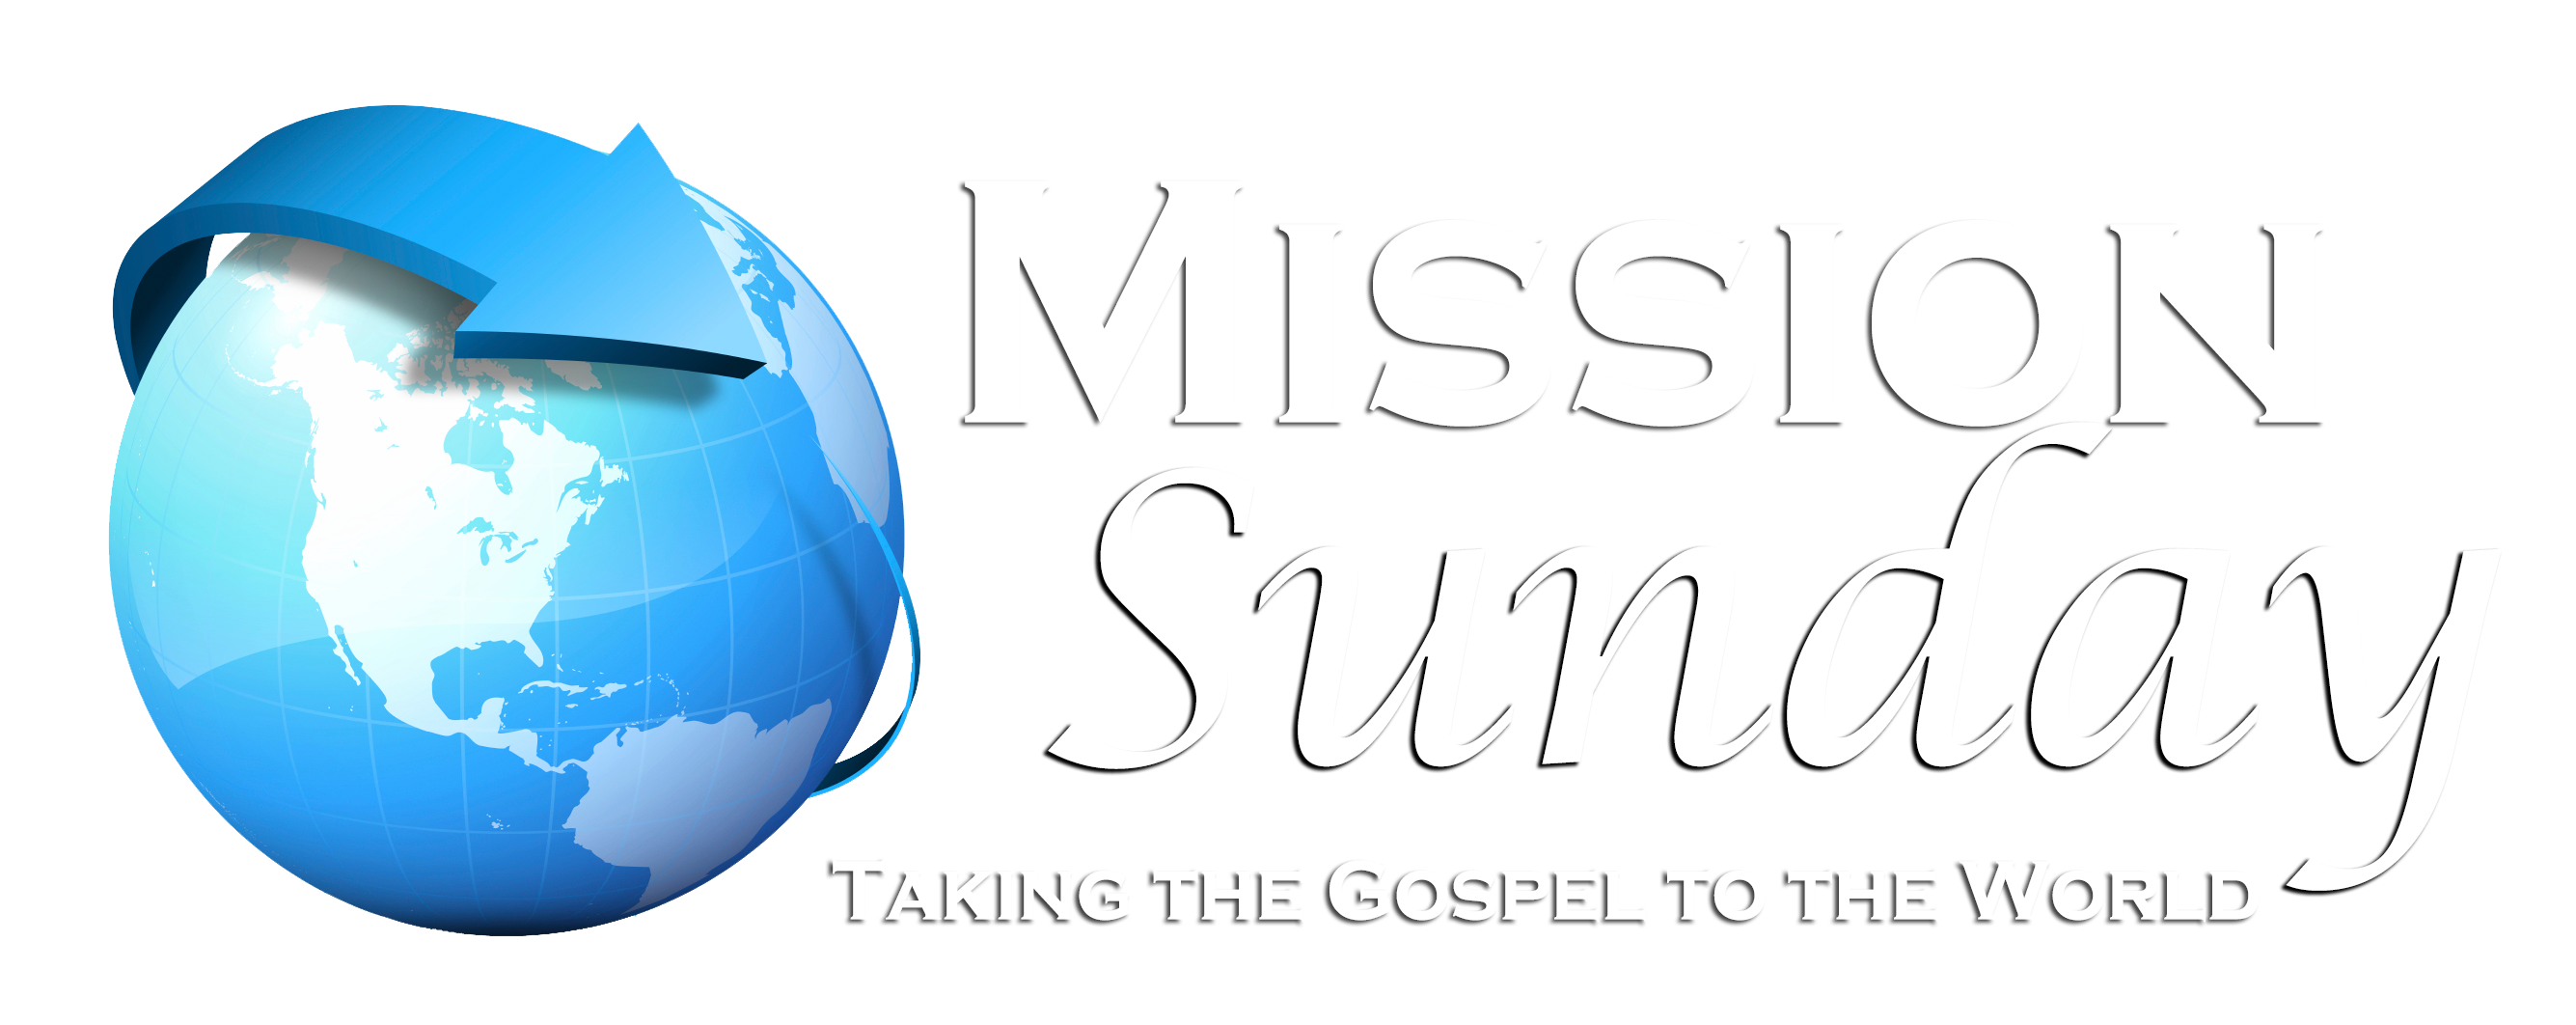 Mission
Sunday
Taking the Gospel to the World